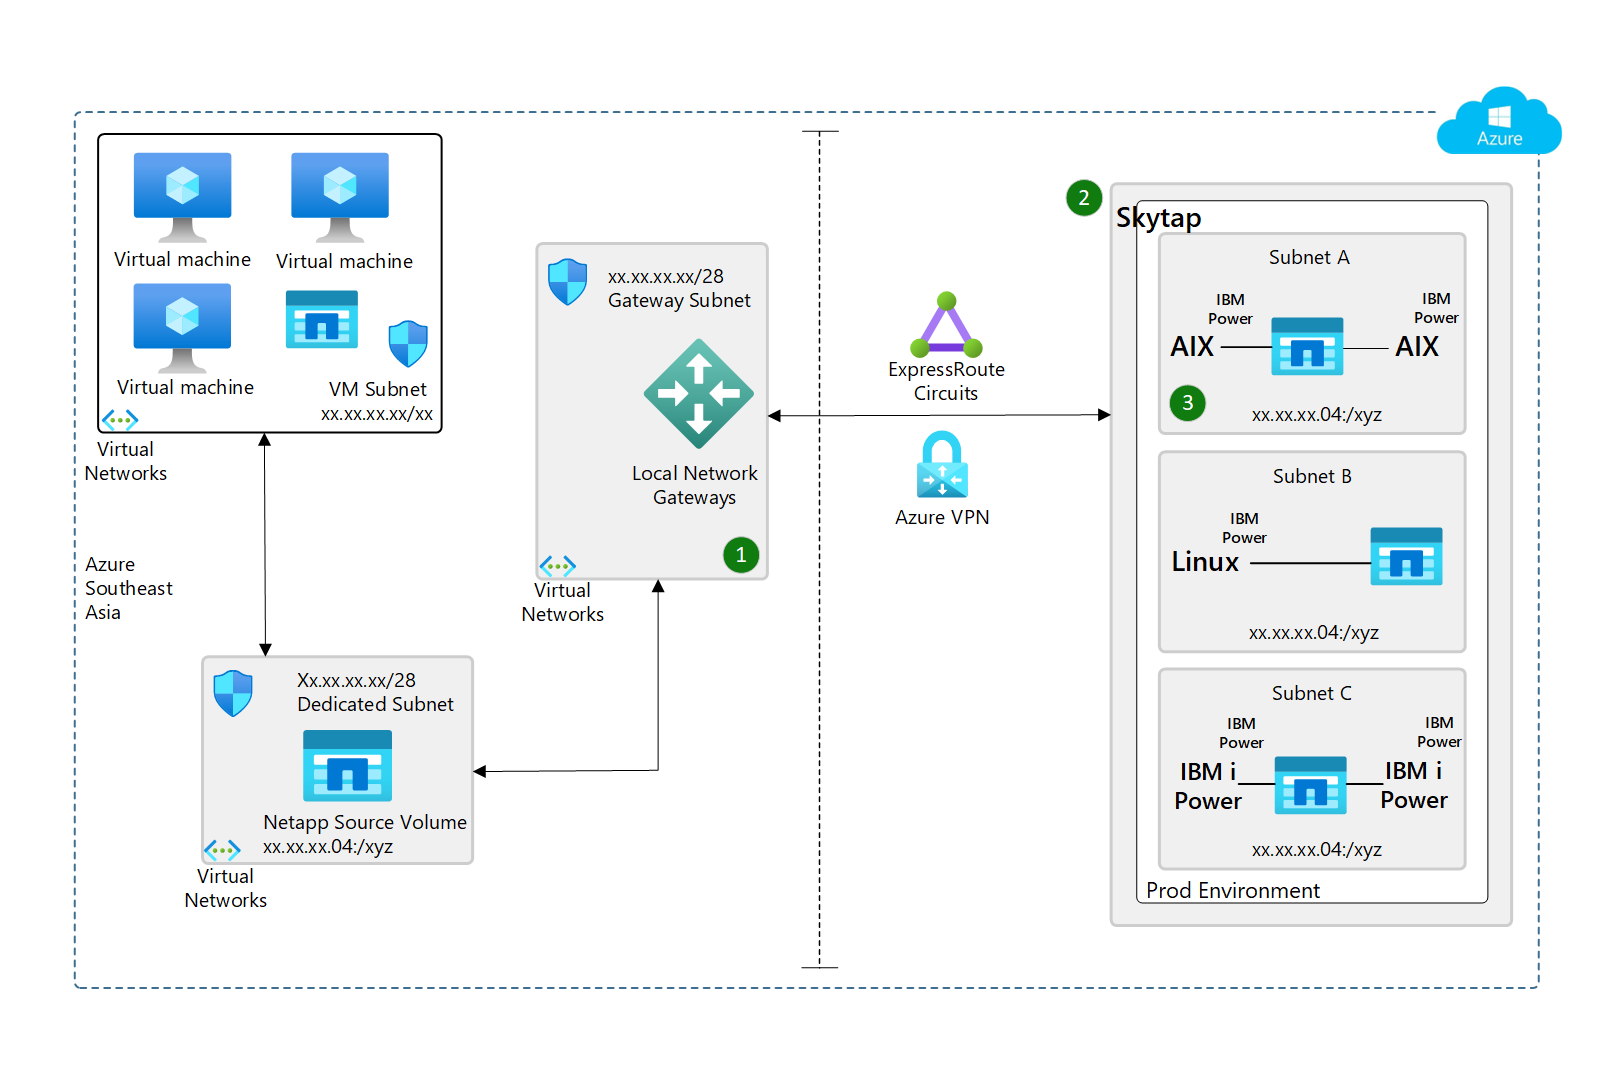 Azure
Virtual machine
Virtual machine
Virtual machine
VM Subnet
xx.xx.xx.xx/xx
Virtual
Networks
Azure
Southeast
Asia
Xx.xx.xx.xx/28
Dedicated Subnet
Netapp Source Volume
xx.xx.xx.04:/xyz
Virtual
Networks
xx.xx.xx.xx/28
Gateway Subnet
Local Network
Gateways
1
Virtual
Networks
ExpressRoute
Circuits
Azure VPN
2
Skytap
Subnet A
IBM
Power
IBM
Power
AIX
AIX
3
xx.xx.xx.04:/xyz
Subnet B
IBM
Power
Linux
xx.xx.xx.04:/xyz
Subnet C
IBM
Power
IBM
Power
IBM i
Power
IBM i
Power
xx.xx.xx.04:/xyz
Prod Environment